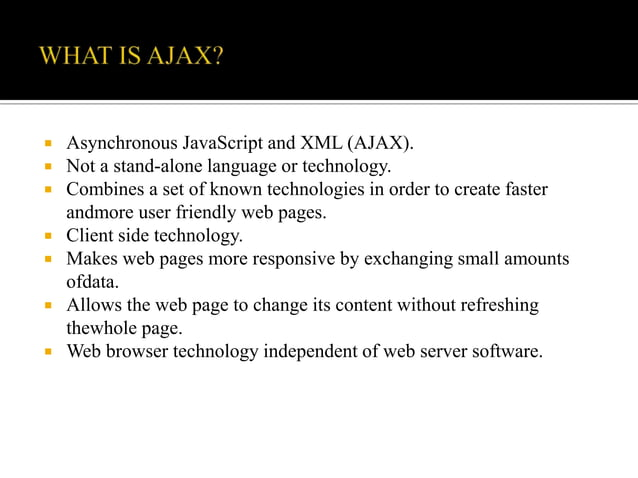 WHAT IS AJAX?
Asynchronous JavaScript and XML (AJAX).
Not a stand-alone language or technology.
Combines a set of known technologies in order to create faster
andmore user friendly web pages.
Client side technology.
Makes web pages more responsive by exchanging small amounts
ofdata.
Allows the web page to change its content without refreshing
thewhole page.
Web browser technology independent of web server software.